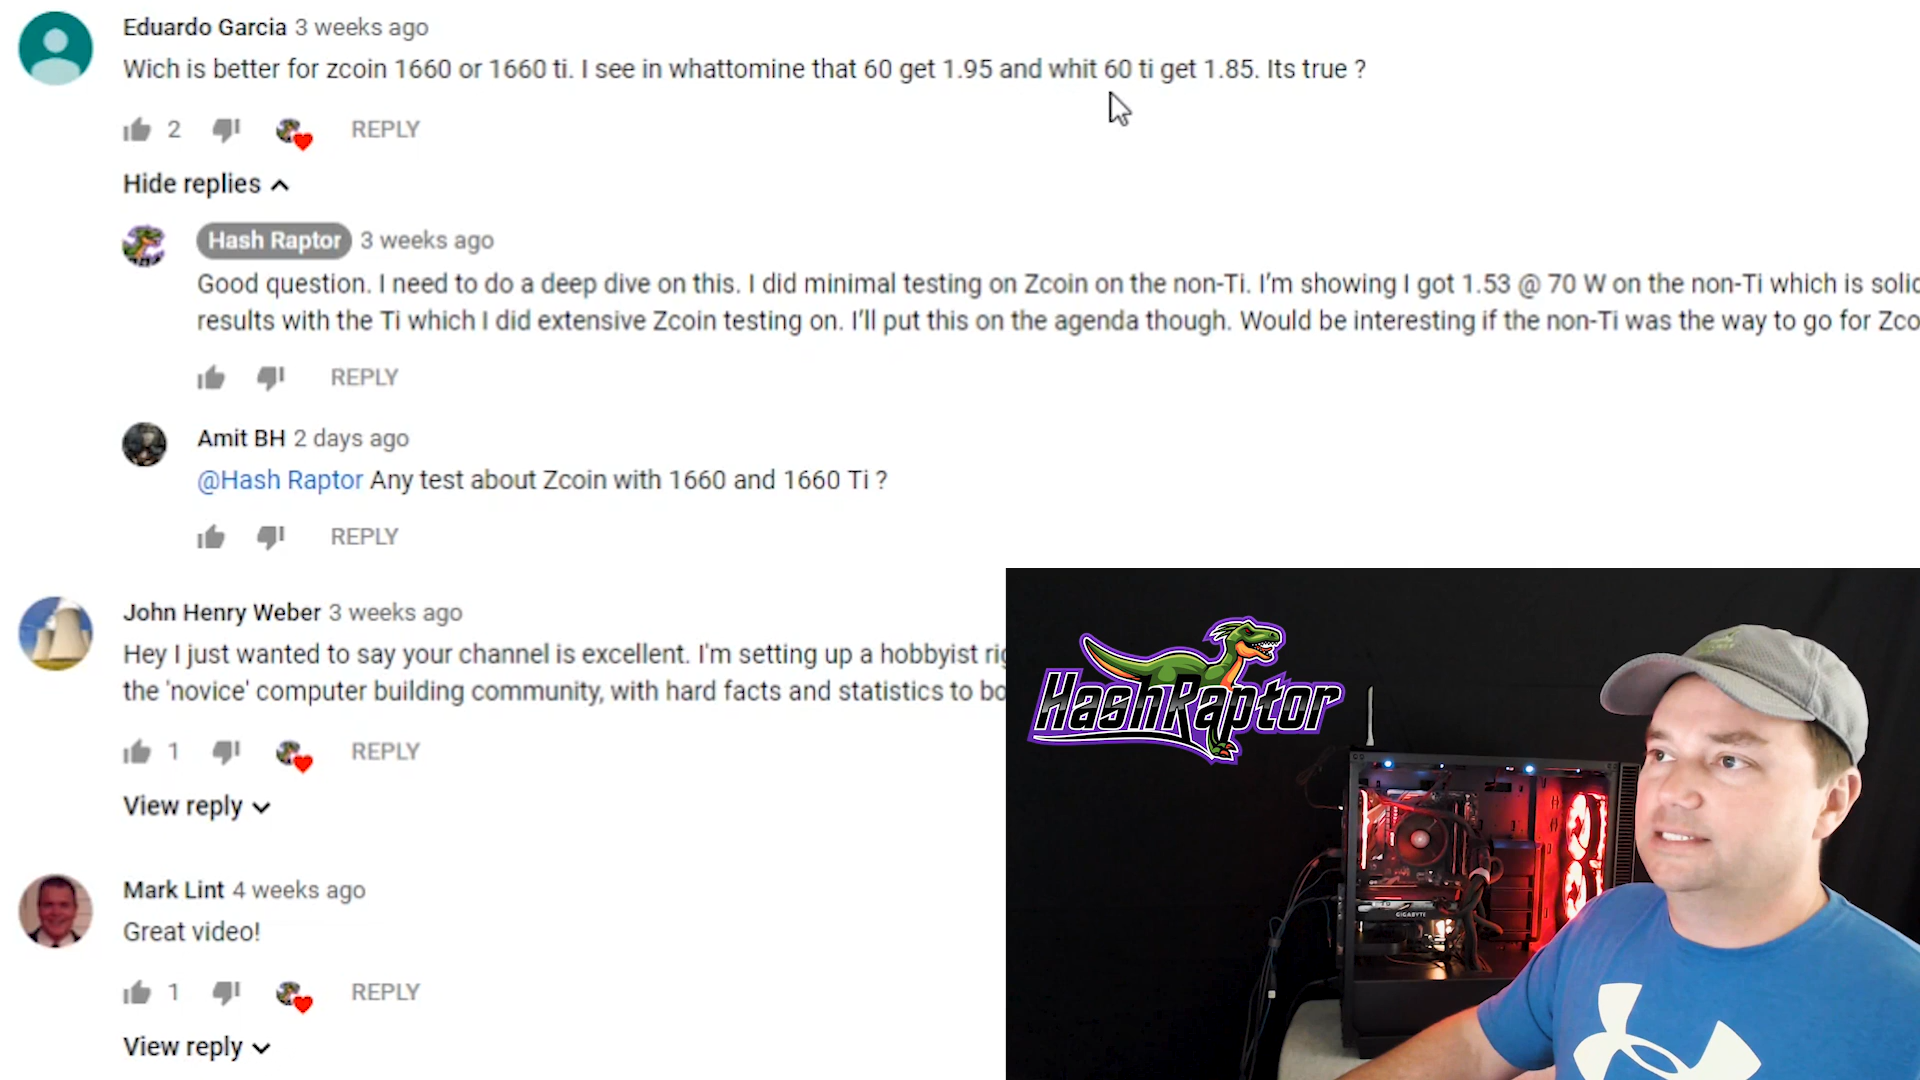 Eduardo Garcia 3 weeks ago
Wich is better for zcoin 1660 or 1660 ti. I see in whattomine that 60 get 1.95 and whit 60 ti get 1.85. Its true ?
2 REPLY
Hide replies
Hash Raptor 3 weeks ago
Good question. I need to do a deep dive on this. I did minimal testing on Zcoin on the non-Ti. I'm showing I got 1.53 @ 70 W on the non-Ti which is solid
results with the Ti which I did extensive Zcoin testing on. I'll put this on the agenda though. Would be interesting if the non-Ti was the way to go for Zco
REPLY
Amit BH 2 days ago
@Hash Raptor Any test about Zcoin with 1660 and 1660 Ti ?
REPLY
John Henry Weber 3 weeks ago
Hey I just wanted to say your channel is excellent. I'm setting up a hobbyist rig
the 'novice' computer building community, with hard facts and statistics to bo
1 REPLY
View reply
Mark Lint 4 weeks ago
Great video!
1 REPLY
View reply
HashRaptor
GIGABYTE